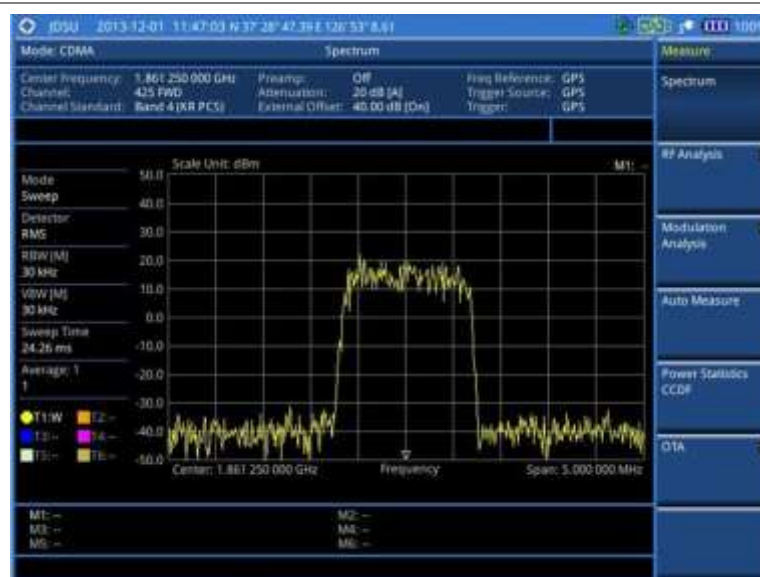 JDSU 2013-12-01 11:47:03 N 37° 28' 47.39 E 126° 53' 8.61 100%
Mode: CDMA Spectrum Measure
Center Frequency: 1.861 250 000 GHz Preamp: Off Freq Reference: GPS
Channel: 425 FWD Attenuation: 20 dB [A] Trigger Source: GPS
Channel Standard: Band 4 (KR PCS) External Offset: 40.00 dB [On] Trigger: GPS
Spectrum
RF Analysis
Modulation Analysis
Auto Measure
Power Statistics CCDF
OTA
Scale Unit: dBm M1: --
Mode
Sweep
Detector
RMS
RBW [M]
30 kHz
VBW [M]
30 kHz
Sweep Time
24.26 ms
Average: 1
1
T1:W T2:--
T3:-- T4:--
T5:-- T6:--
50.0
40.0
30.0
20.0
10.0
0.0
-10.0
-20.0
-30.0
-40.0
-50.0
Center: 1.861 250 000 GHz Frequency Span: 5.000 000 MHz
M1: -- M2: --
M3: -- M4: --
M5: -- M6: --